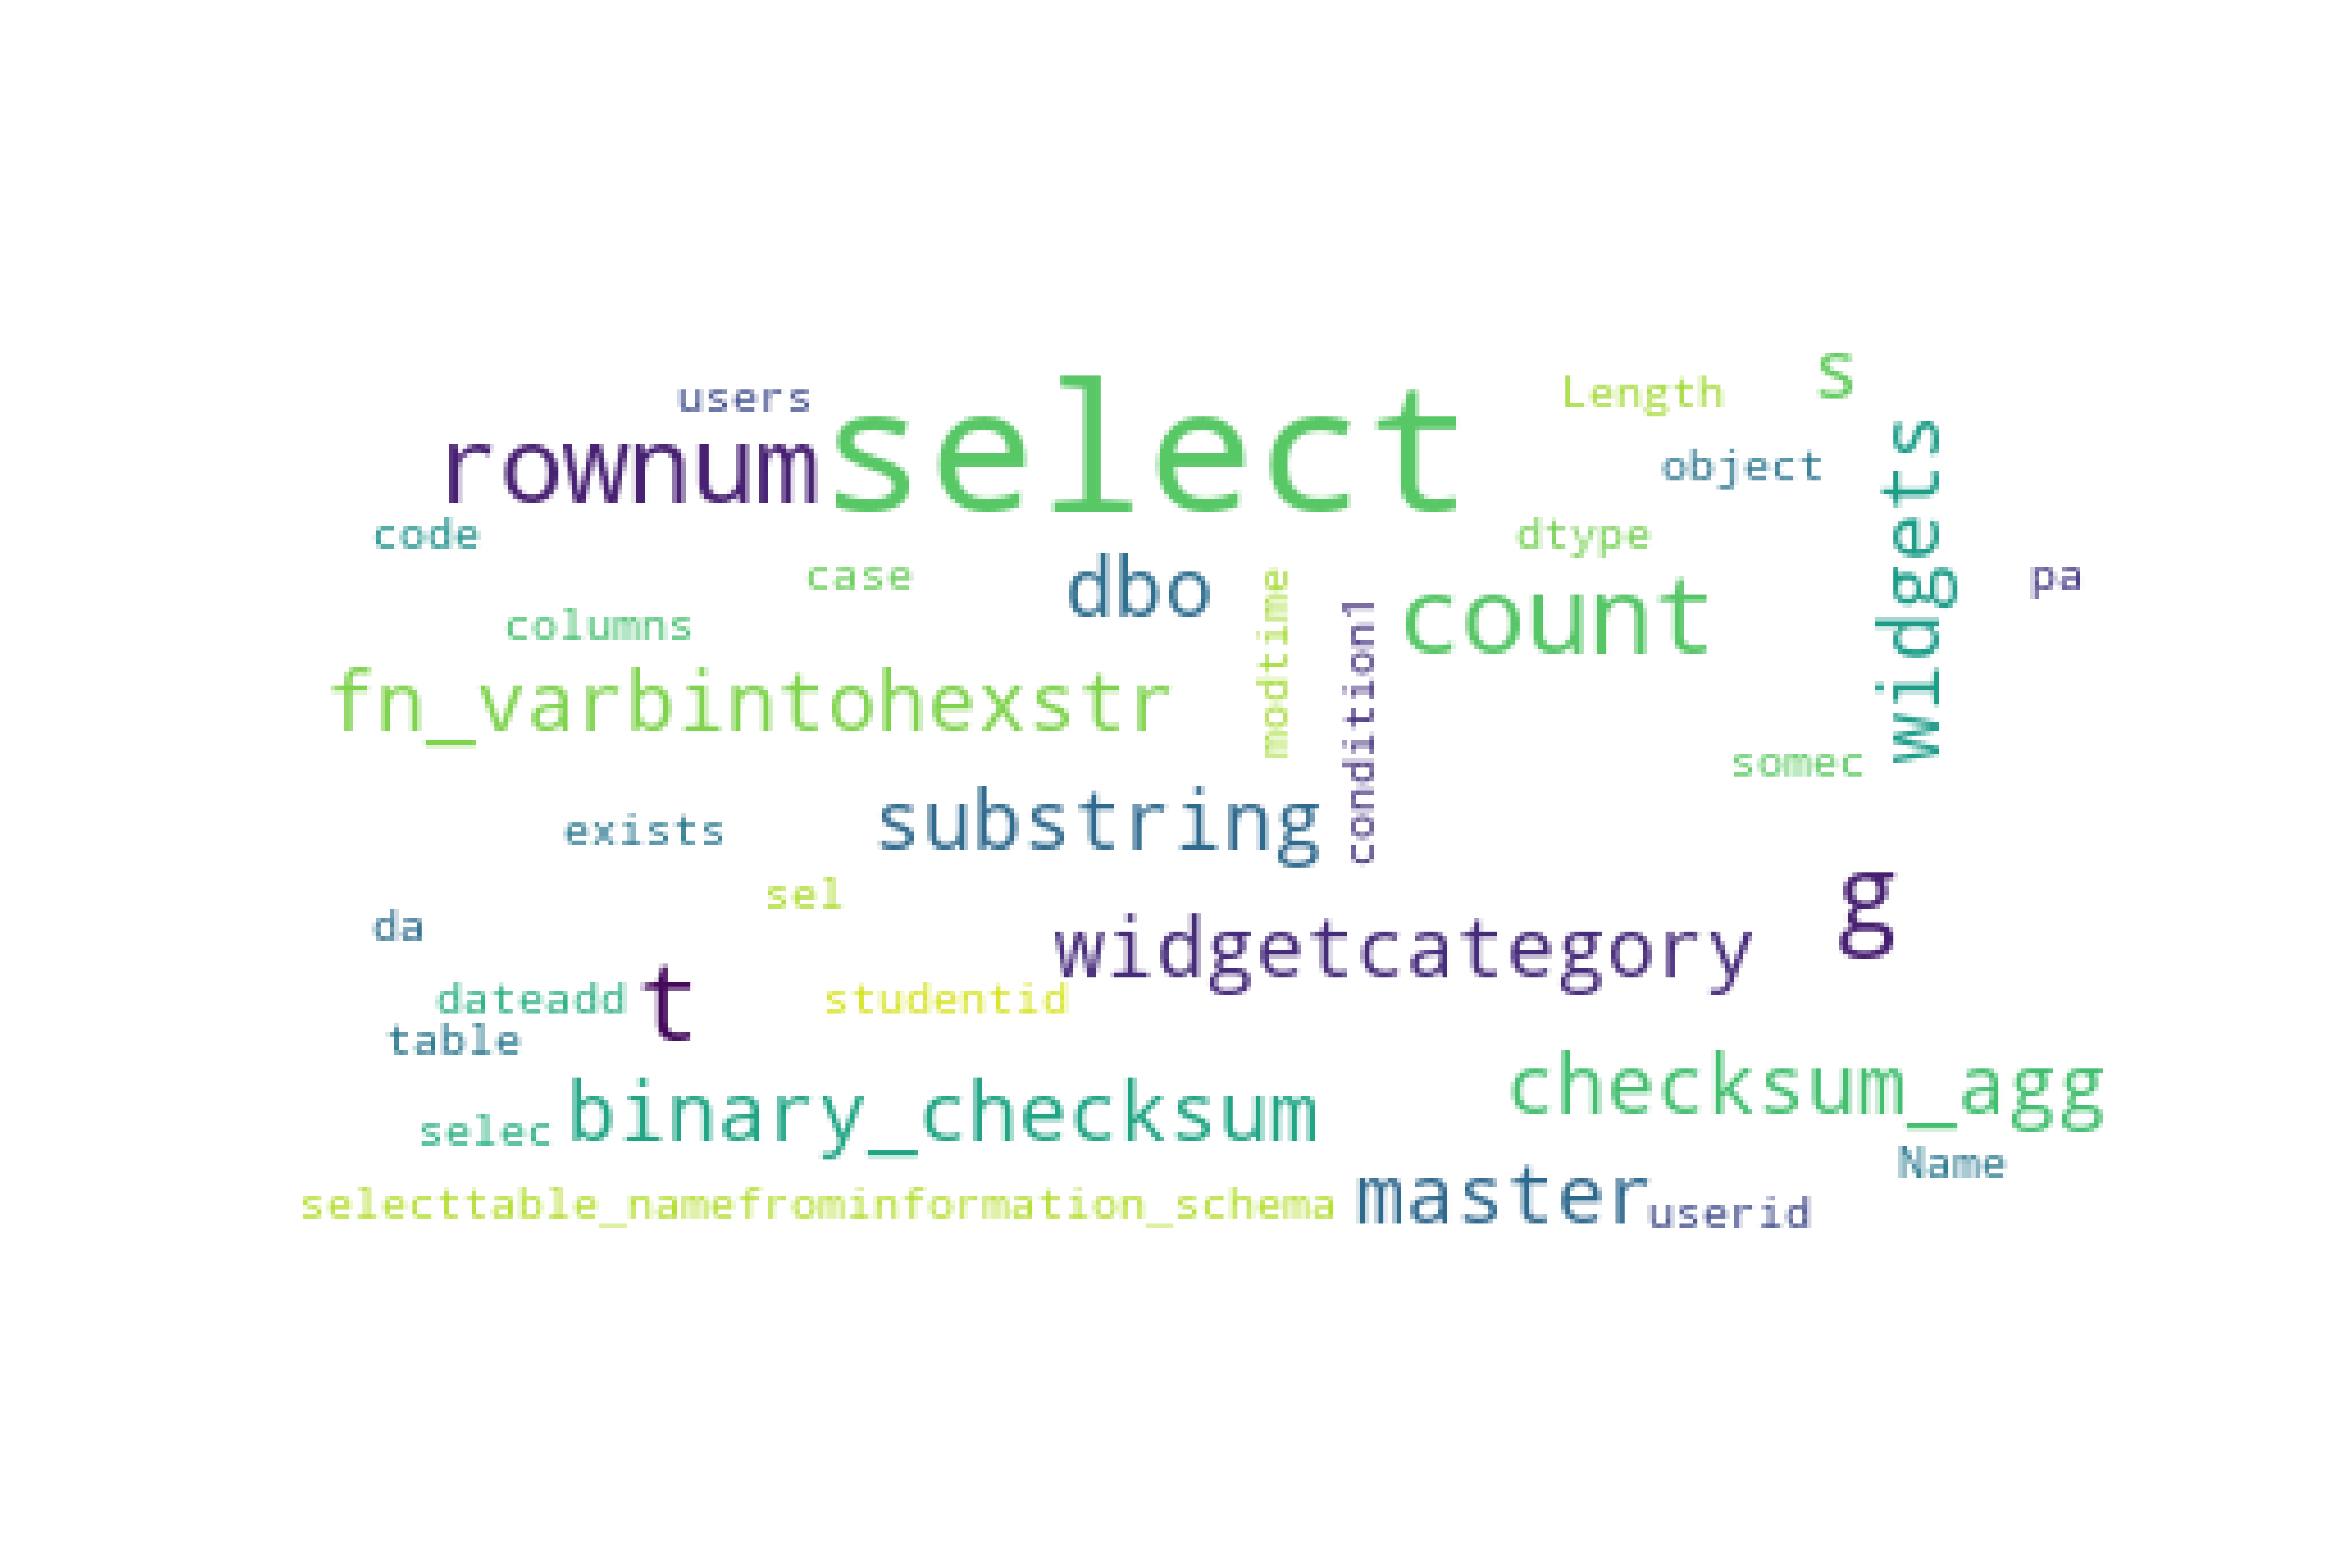 users
select
Length
s
rownum
object
widgets
code
dtype
case
dbo
pa
columns
modtime
condition1
count
fn_varbintohexstr
somec
exists
substring
sel
g
da
widgetcategory
dateadd
t
studentid
table
binary_checksum
checksum_agg
selec
Name
selecttable_namefrominformation_schema
master
userid